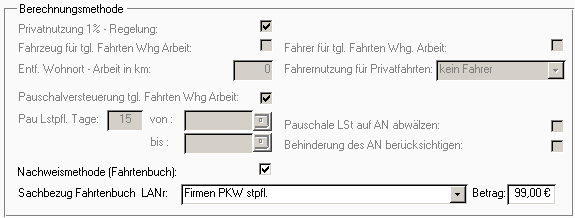 Berechnungsmethode
Privatnutzung 1% - Regelung:
Fahrzeug für tgl. Fahrten Whg Arbeit: Fahrer für tgl. Fahrten Whg. Arbeit:
Entf. Wohnort - Arbeit in km: 0 Fahrernutzung für Privatfahrten: kein Fahrer
Pauschalversteuerung tgl. Fahrten Whg Arbeit:
Pau Lstpfl. Tage: 15 von :
Pauschale LSt auf AN abwälzen:
bis :
Behinderung des AN berücksichtigen:
Nachweismethode (Fahrtenbuch):
Sachbezug Fahrtenbuch LANr: Firmen PKW stpfl. Betrag: 99,00 €